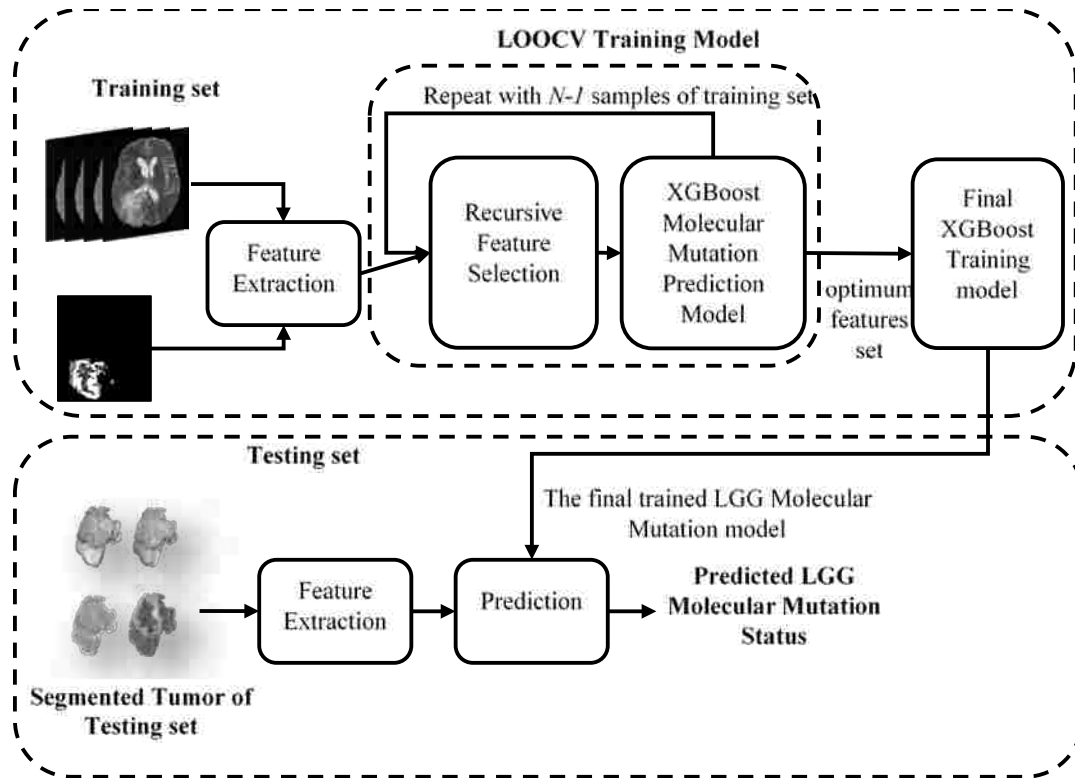 LOOCV Training Model
Training set
Repeat with N-1 samples of training set
Feature
Extraction
Recursive
Feature
Selection
XGBoost
Molecular
Mutation
Prediction
Model
optimum
features
set
Final
XGBoost
Training
model
Testing set
The final trained LGG Molecular
Mutation model
Feature
Extraction
Prediction
Predicted LGG
Molecular Mutation
Status
Segmented Tumor of
Testing set